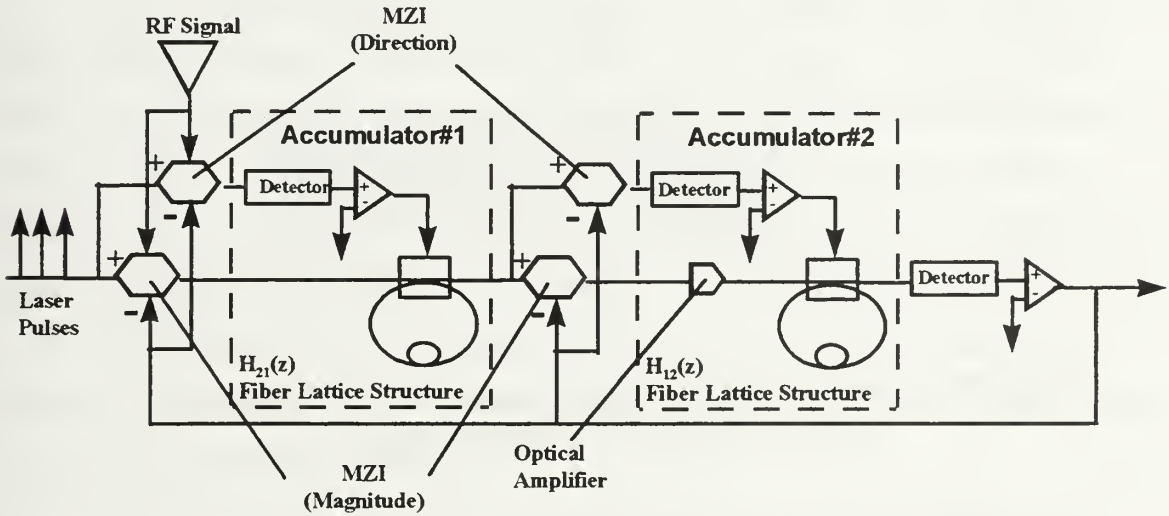 RF Signal
MZI
(Direction)
Accumulator#1
Accumulator#2
+
Detector
+
-
-
+
-
Laser
Pulses
H21(z)
Fiber Lattice Structure
+
Detector
+
-
-
+
-
Detector
+
-
H12(z)
Fiber Lattice Structure
MZI
(Magnitude)
Optical
Amplifier